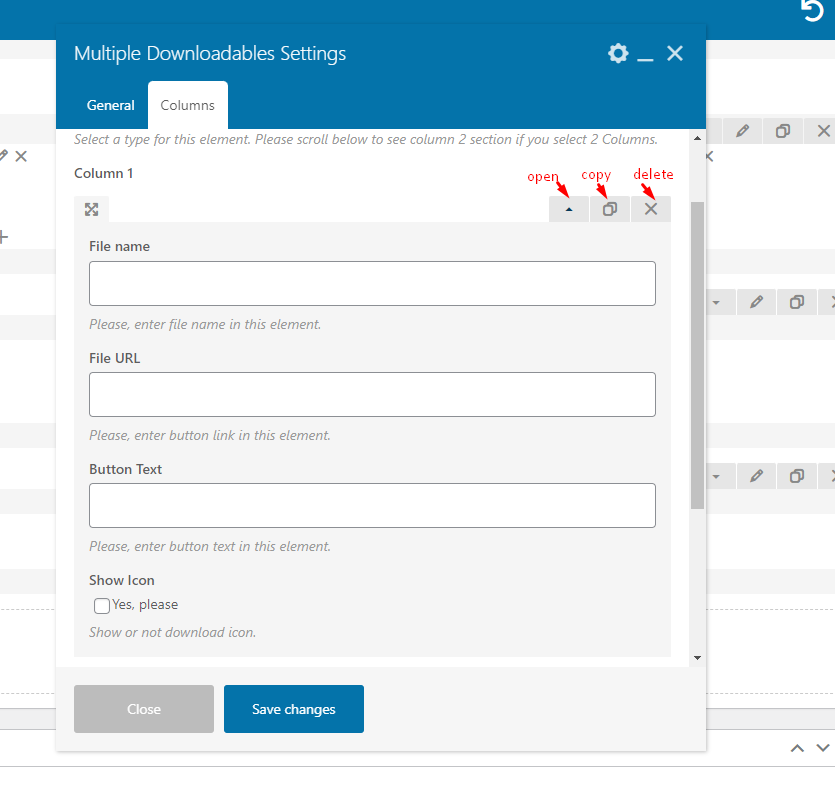 Multiple Downloadables Settings
General
Columns
Select a type for this element. Please scroll below to see column 2 section if you select 2 Columns.
Column 1
open
copy
delete
File name
Please, enter file name in this element.
File URL
Please, enter button link in this element.
Button Text
Please, enter button text in this element.
Show Icon
Yes, please
Show or not download icon.
Close
Save changes